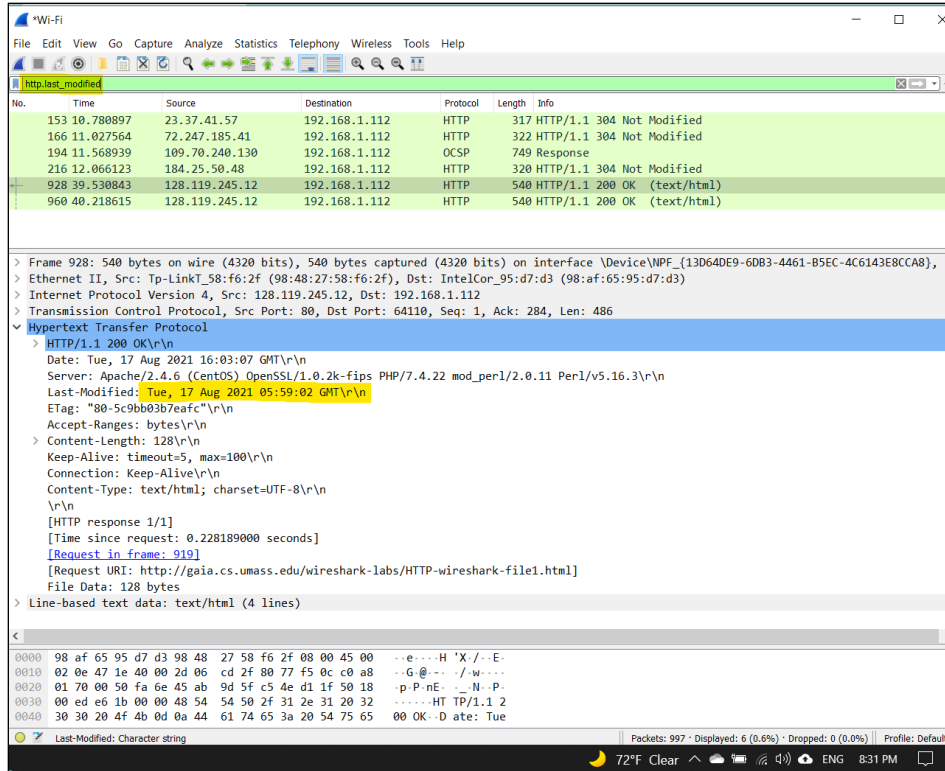 *Wi-Fi
File Edit View Go Capture Analyze Statistics Telephony Wireless Tools Help
http.last_modified
No. Time Source Destination Protocol Length Info
153 10.780897 23.37.41.57 192.168.1.112 HTTP 317 HTTP/1.1 304 Not Modified
166 11.027564 72.247.185.41 192.168.1.112 HTTP 322 HTTP/1.1 304 Not Modified
194 11.568939 109.70.240.130 192.168.1.112 OCSP 749 Response
216 12.066123 184.25.50.48 192.168.1.112 HTTP 320 HTTP/1.1 304 Not Modified
928 39.530843 128.119.245.12 192.168.1.112 HTTP 540 HTTP/1.1 200 OK (text/html)
960 40.218615 128.119.245.12 192.168.1.112 HTTP 540 HTTP/1.1 200 OK (text/html)
> Frame 928: 540 bytes on wire (4320 bits), 540 bytes captured (4320 bits) on interface \Device\NPF_{13D64DE9-6DB3-4461-B5EC-4C6143E8CCA8},
> Ethernet II, Src: Tp-LinkT_58:f6:2f (98:48:27:58:f6:2f), Dst: IntelCor_95:d7:d3 (98:af:65:95:d7:d3)
> Internet Protocol Version 4, Src: 128.119.245.12, Dst: 192.168.1.112
> Transmission Control Protocol, Src Port: 80, Dst Port: 64110, Seq: 1, Ack: 284, Len: 486
Hypertext Transfer Protocol
> HTTP/1.1 200 OK\r\n
Date: Tue, 17 Aug 2021 16:03:07 GMT\r\n
Server: Apache/2.4.6 (CentOS) OpenSSL/1.0.2k-fips PHP/7.4.22 mod_perl/2.0.11 Perl/v5.16.3\r\n
Last-Modified: Tue, 17 Aug 2021 05:59:02 GMT\r\n
ETag: "80-5c9bb03b7eafc"\r\n
Accept-Ranges: bytes\r\n
> Content-Length: 128\r\n
Keep-Alive: timeout=5, max=100\r\n
Connection: Keep-Alive\r\n
Content-Type: text/html; charset=UTF-8\r\n
\r\n
[HTTP response 1/1]
[Time since request: 0.228189000 seconds]
[Request in frame: 919]
[Request URI: http://gaia.cs.umass.edu/wireshark-labs/HTTP-wireshark-file1.html]
File Data: 128 bytes
> Line-based text data: text/html (4 lines)
0000 98 af 65 95 d7 d3 98 48 27 58 f6 2f 08 00 45 00 ··e····H 'X·/··E·
0010 02 0e 47 1e 40 00 2d 06 cd 2f 80 77 f5 0c c0 a8 ··G·@·-· ·/·w····
0020 01 70 00 50 fa 6e 45 ab 9d 5f c5 4e d1 1f 50 18 ·p·P·nE· ·_·N··P·
0030 00 ed e6 1b 00 00 48 54 54 50 2f 31 2e 31 20 32 ······HT TP/1.1 2
0040 30 30 20 4f 4b 0d 0a 44 61 74 65 3a 20 54 75 65 00 OK··D ate: Tue
Last-Modified: Character string Packets: 997 · Displayed: 6 (0.6%) · Dropped: 0 (0.0%) Profile: Default
72°F Clear ENG 8:31 PM